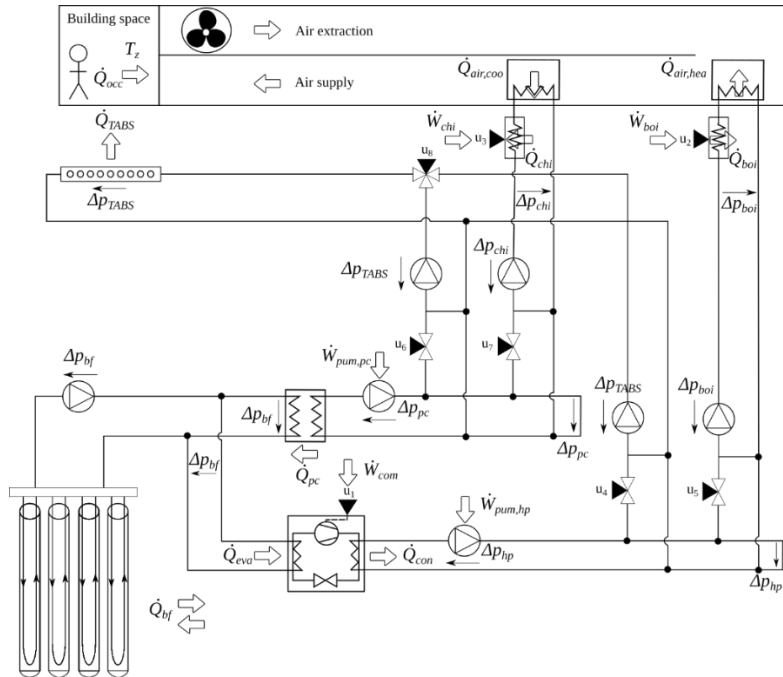 Building space
Air extraction
T_z
Q̇_occ
Air supply
Q̇_air,coo
Q̇_air,hea
Q̇_TABS
Ẇ_chi
u_3
Q̇_chi
Ẇ_boi
u_2
Q̇_boi
u_8
Δp_TABS
Δp_chi
Δp_boi
Δp_TABS
Δp_chi
u_6
u_7
Ẇ_pum,pc
Δp_bf
Δp_TABS
Δp_boi
Δp_bf
Δp_pc
Δp_pc
Δp_bf
Q̇_pc
Ẇ_com
u_1
u_4
u_5
Ẇ_pum,hp
Q̇_eva
Q̇_con
Δp_hp
Δp_hp
Q̇_bf